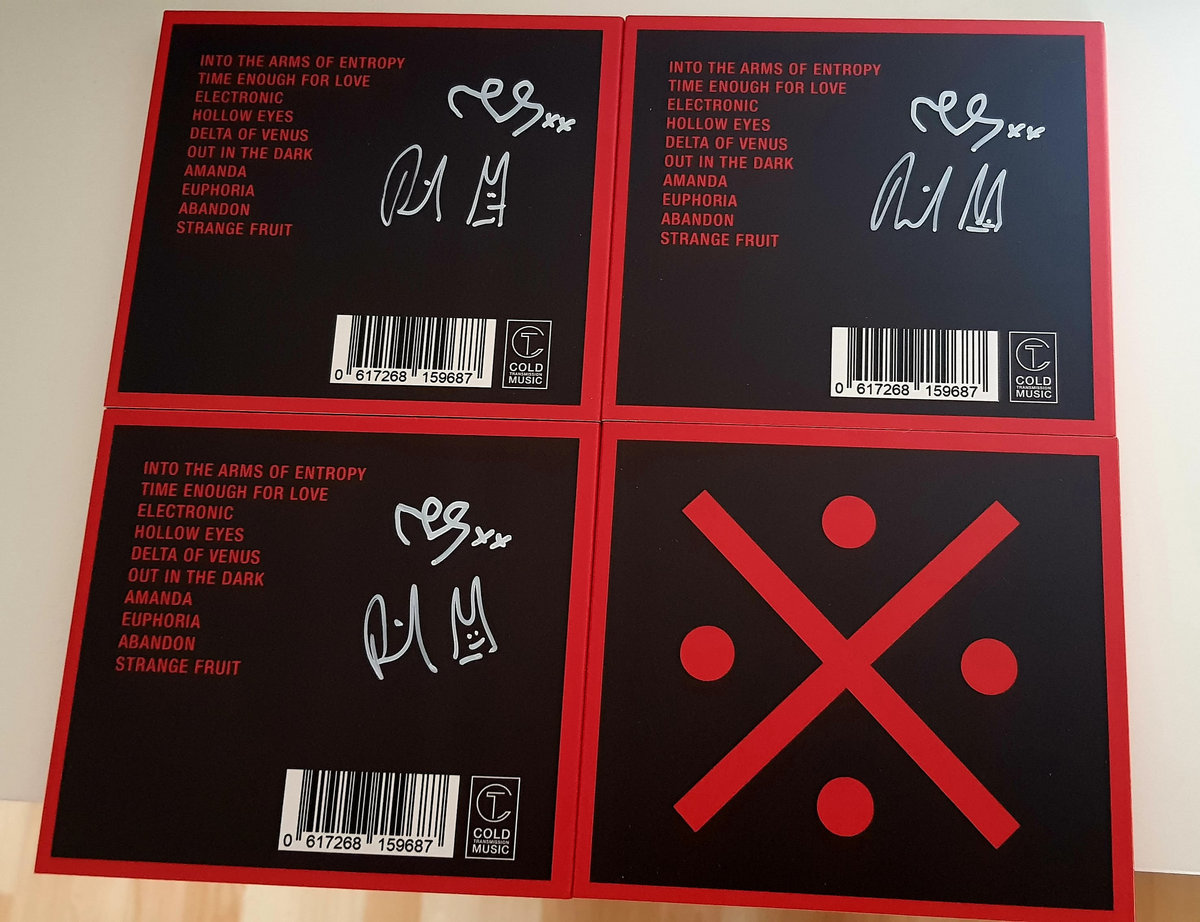 INTO THE ARMS OF ENTROPY
TIME ENOUGH FOR LOVE
ELECTRONIC
HOLLOW EYES
DELTA OF VENUS
OUT IN THE DARK
AMANDA
EUPHORIA
ABANDON
STRANGE FRUIT
0 617268 159687
COLD
TRANSMISSION
MUSIC
INTO THE ARMS OF ENTROPY
TIME ENOUGH FOR LOVE
ELECTRONIC
HOLLOW EYES
DELTA OF VENUS
OUT IN THE DARK
AMANDA
EUPHORIA
ABANDON
STRANGE FRUIT
0 617268 159687
COLD
TRANSMISSION
MUSIC
INTO THE ARMS OF ENTROPY
TIME ENOUGH FOR LOVE
ELECTRONIC
HOLLOW EYES
DELTA OF VENUS
OUT IN THE DARK
AMANDA
EUPHORIA
ABANDON
STRANGE FRUIT
0 617268 159687
COLD
TRANSMISSION
MUSIC